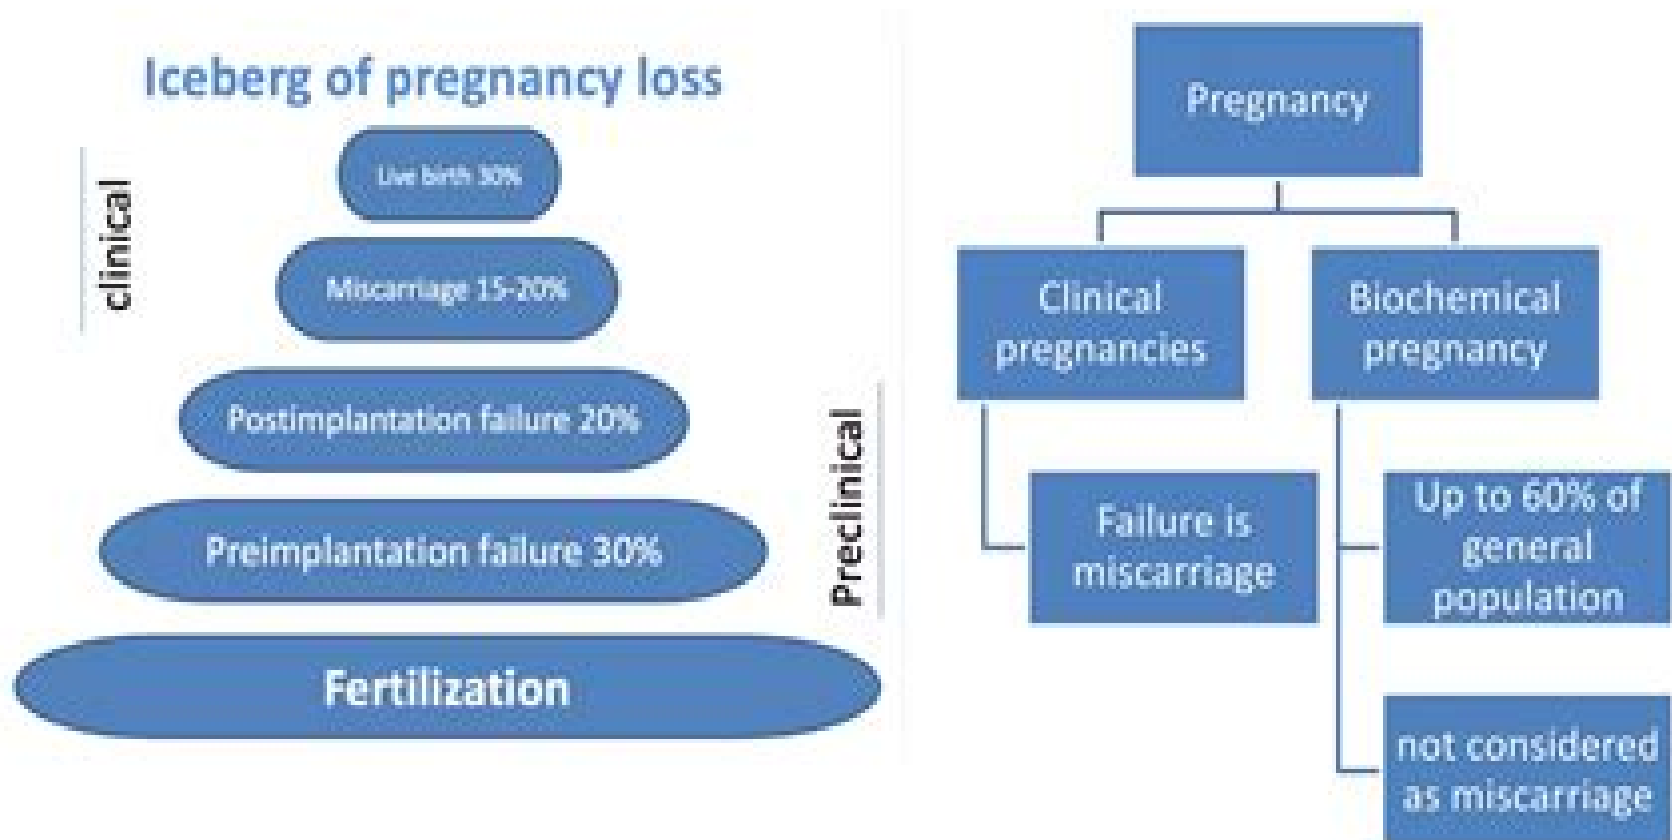 Iceberg of pregnancy loss
clinical
Live birth 30%
Miscarriage 15-20%
Postimplantation failure 20%
Preclinical
Preimplantation failure 30%
Fertilization
Pregnancy
Clinical
pregnancies
Biochemical
pregnancy
Failure is
miscarriage
Up to 60% of
general
population
not considered
as miscarriage